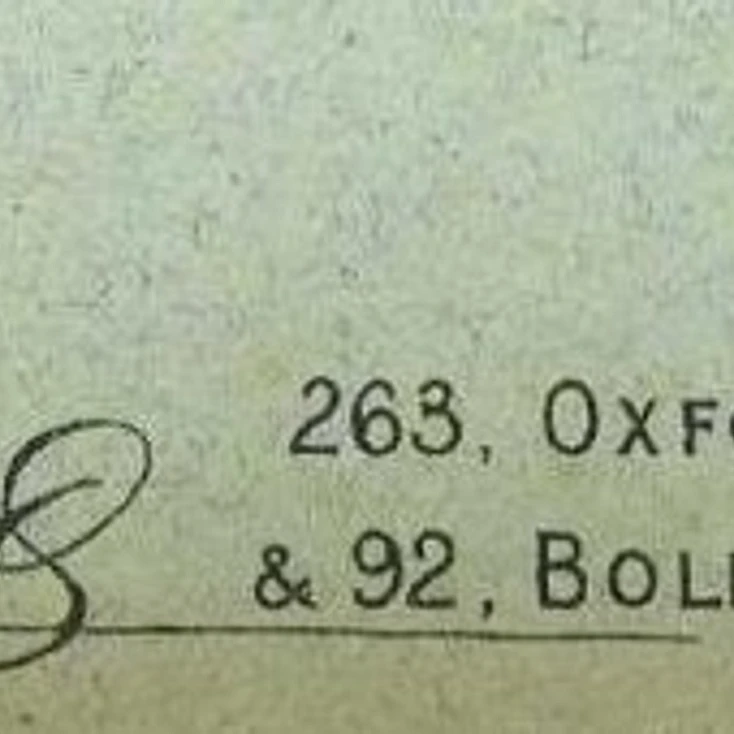 263, OXF
& 92, BOL